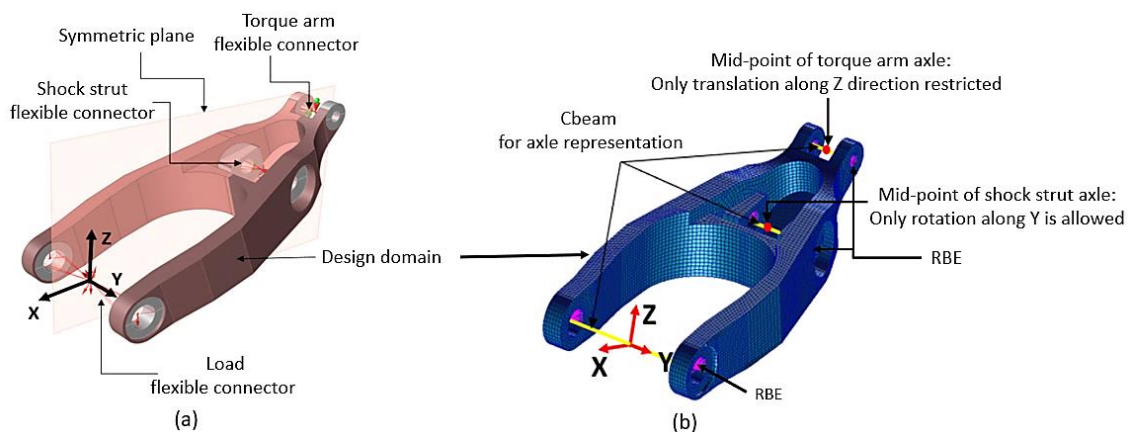 Torque arm
flexible connector
Symmetric plane
Shock strut
flexible connector
Z
Y
X
Design domain
Load
flexible connector
(a)
Mid-point of torque arm axle:
Only translation along Z direction restricted
Cbeam
for axle representation
Mid-point of shock strut axle:
Only rotation along Y is allowed
RBE
Z
X
Y
RBE
(b)